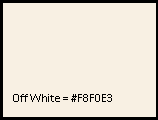 Off White = #F8F0E3